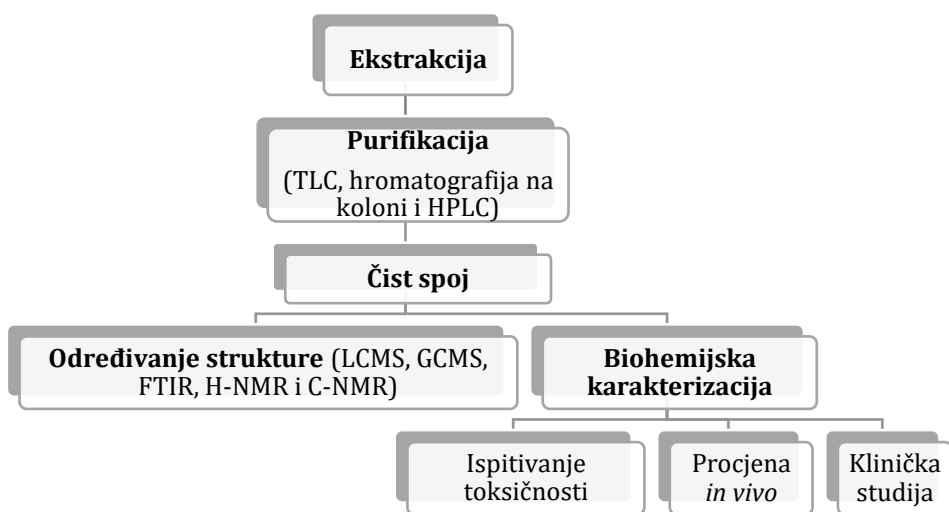 Ekstrakcija
Purifikacija
(TLC, hromatografija na
koloni i HPLC)
Čist spoj
Određivanje strukture (LCMS, GCMS,
FTIR, H-NMR i C-NMR)
Biohemijska
karakterizacija
Ispitivanje
toksičnosti
Procjena
in vivo
Klinička
studija